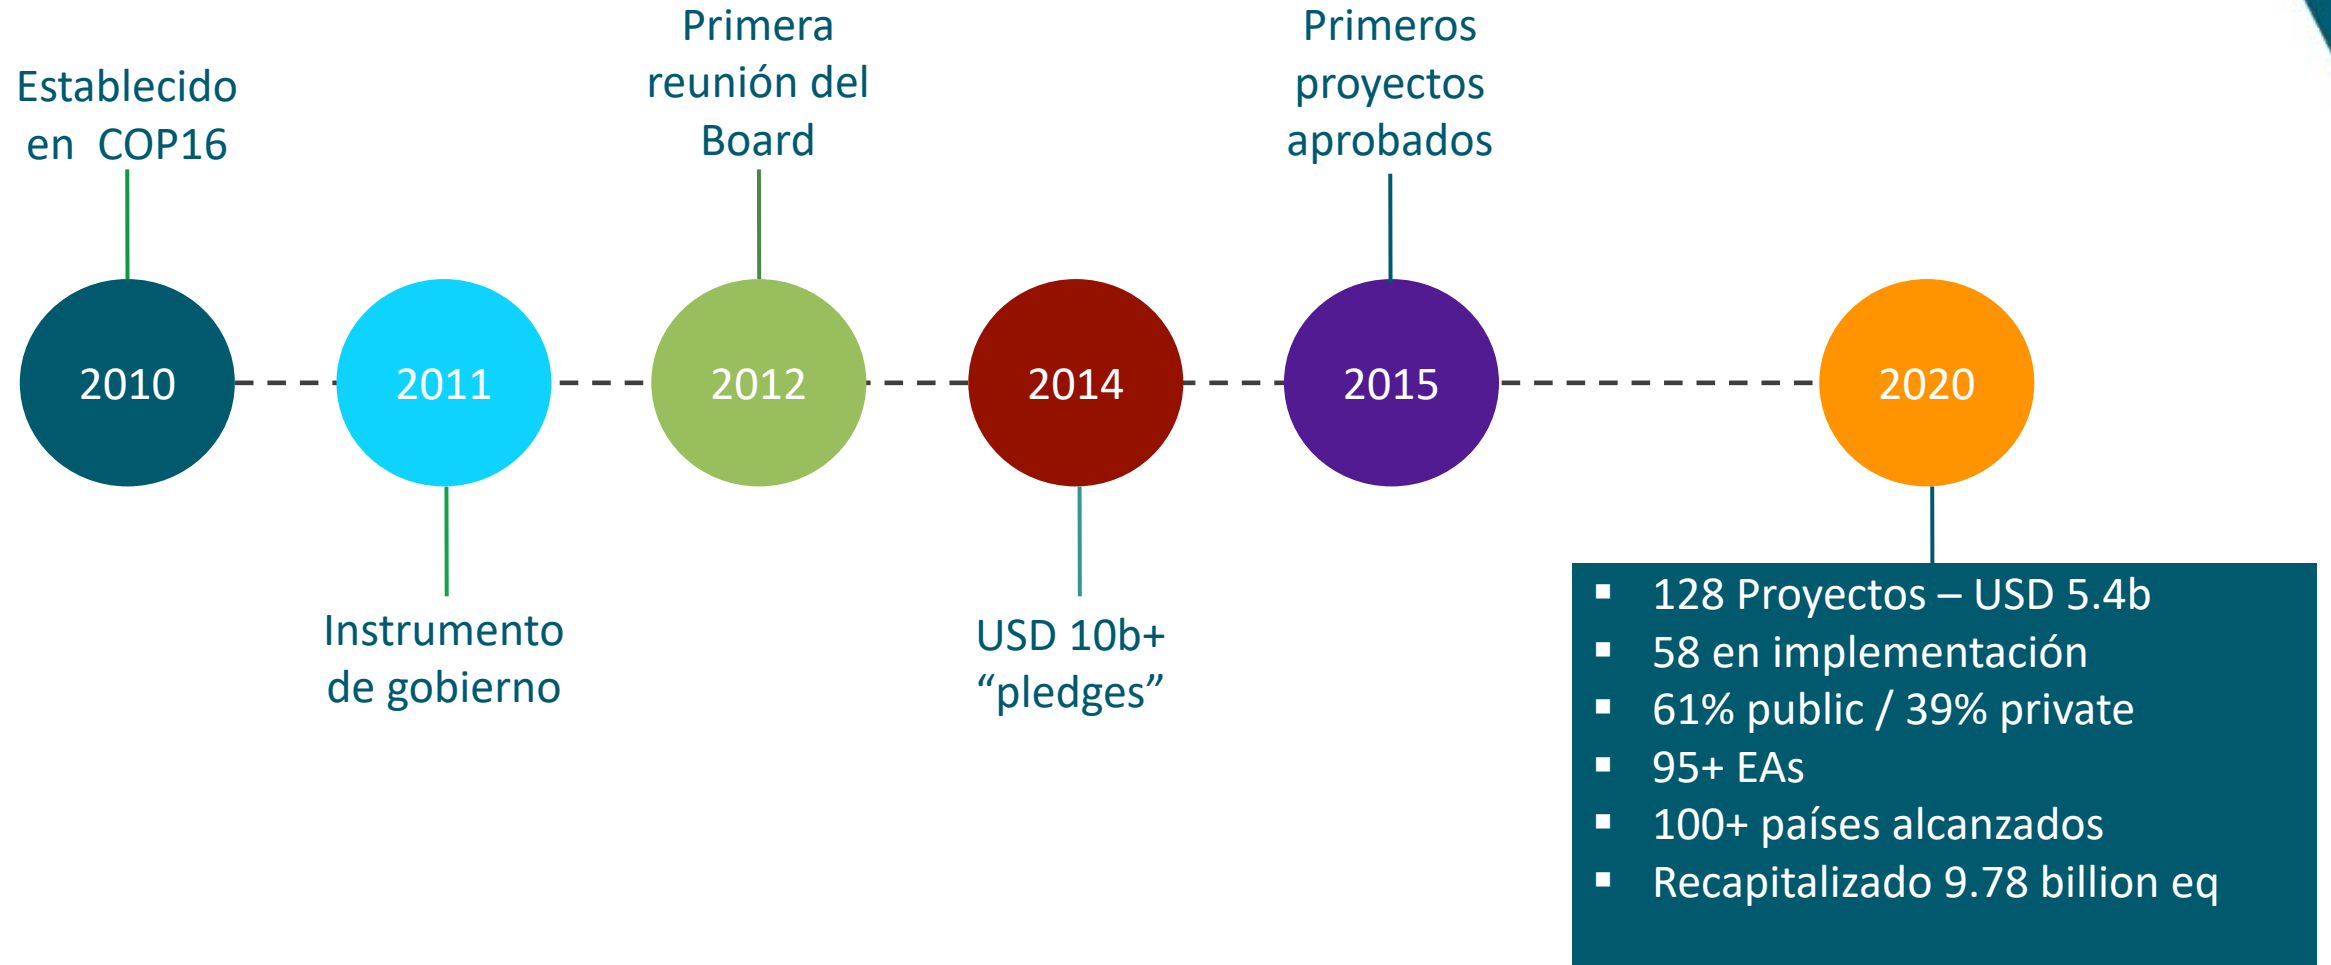 Establecido
en COP16
Primera
reunión del
Board
Primeros
proyectos
aprobados
2010
2011
2012
2014
2015
2020
Instrumento
de gobierno
USD 10b+
“pledges”
▪ 128 Proyectos – USD 5.4b
▪ 58 en implementación
▪ 61% public / 39% private
▪ 95+ EAs
▪ 100+ países alcanzados
▪ Recapitalizado 9.78 billion eq